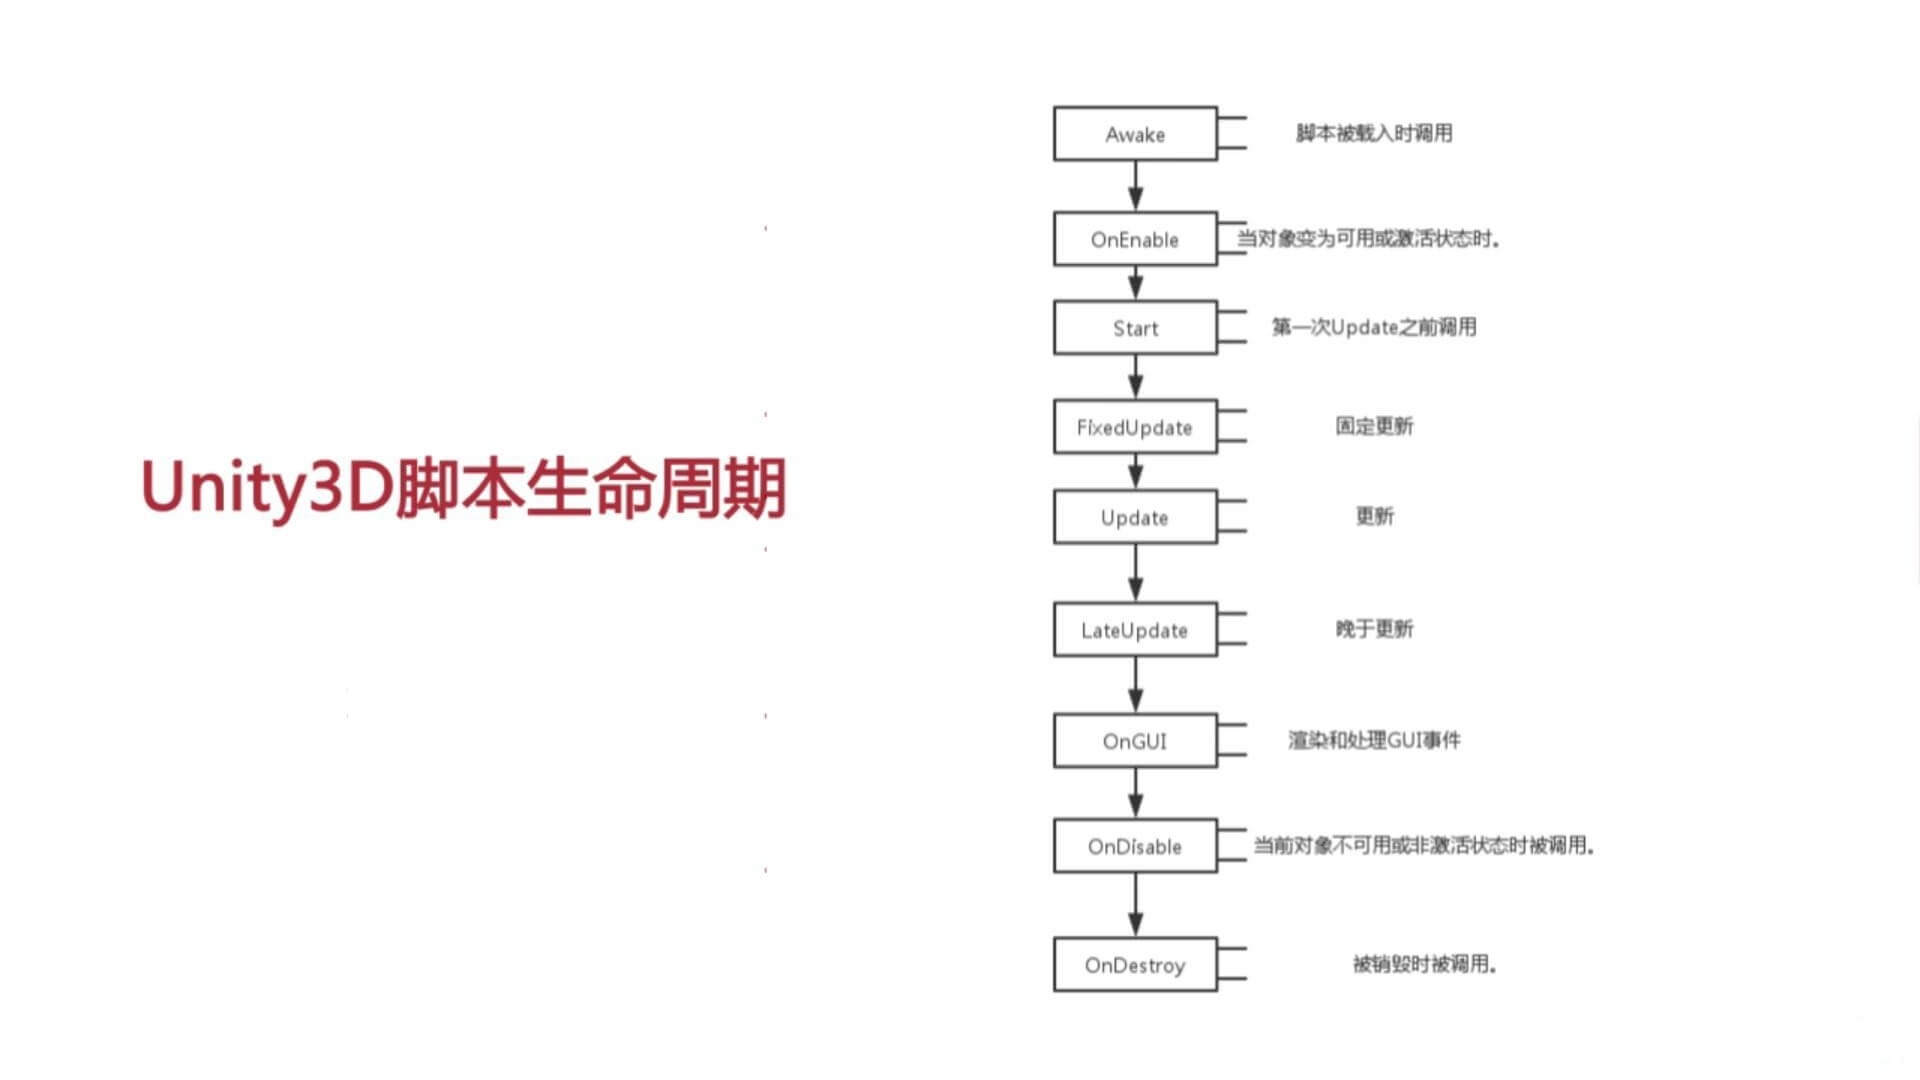 Unity3D脚本生命周期
Awake 脚本被载入时调用
OnEnable 当对象变为可用或激活状态时。
Start 第一次Update之前调用
FixedUpdate 固定更新
Update 更新
LateUpdate 晚于更新
OnGUI 渲染和处理GUI事件
OnDisable 当前对象不可用或非激活状态时被调用。
OnDestroy 被销毁时被调用。